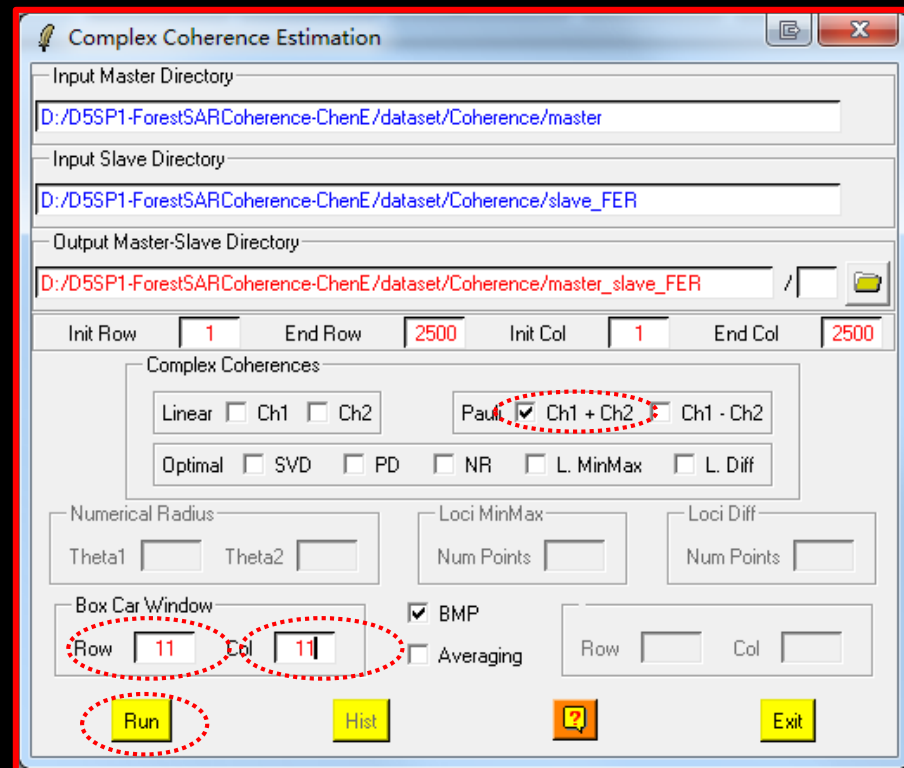 Complex Coherence Estimation
Input Master Directory
D:/D5SP1-ForestSARCoherence-ChenE/dataset/Coherence/master
Input Slave Directory
D:/D5SP1-ForestSARCoherence-ChenE/dataset/Coherence/slave_FER
Output Master-Slave Directory
D:/D5SP1-ForestSARCoherence-ChenE/dataset/Coherence/master_slave_FER /
Init Row 1 End Row 2500 Init Col 1 End Col 2500
Complex Coherences
Linear Ch1 Ch2 Pauli Ch1 + Ch2 Ch1 - Ch2
Optimal SVD PD NR L. MinMax L. Diff
Numerical Radius Loci MinMax Loci Diff
Theta1 Theta2 Num Points Num Points
Box Car Window BMP
Row 11 Col 11 Averaging Row Col
Run Hist ? Exit